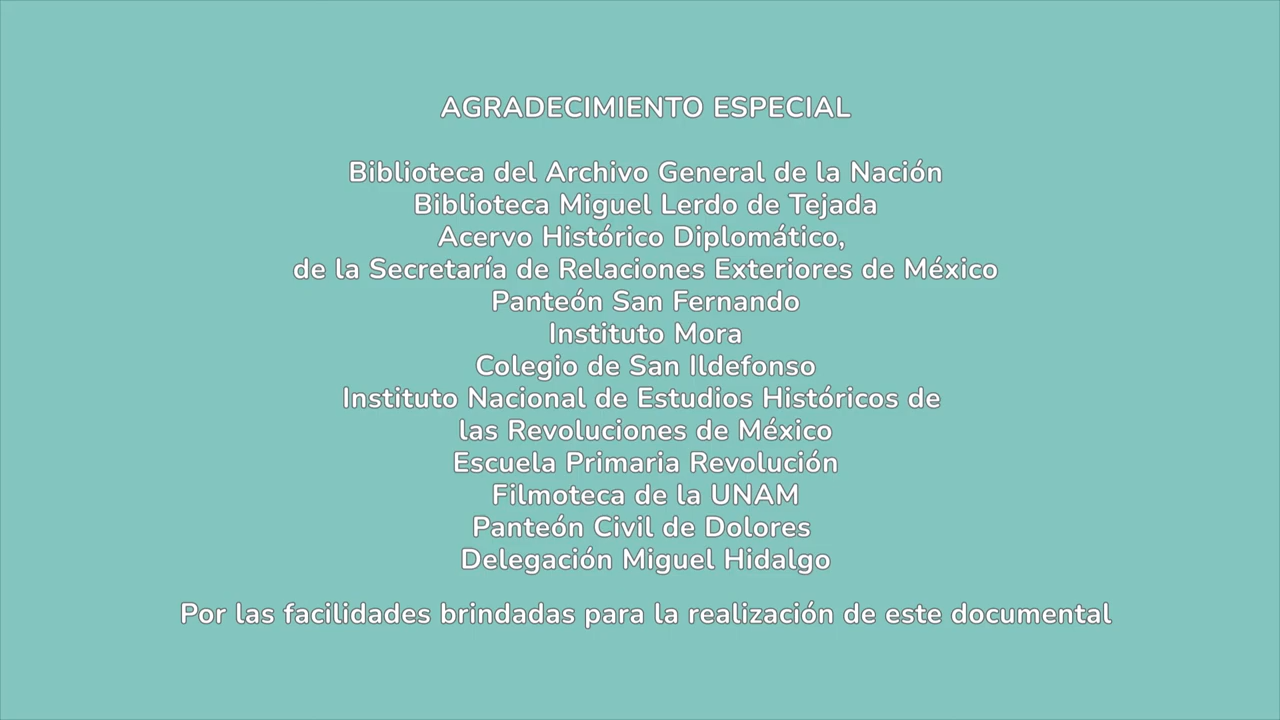 AGRADECIMIENTO ESPECIAL
Biblioteca del Archivo General de la Nación
Biblioteca Miguel Lerdo de Tejada
Acervo Histórico Diplomático,
de la Secretaría de Relaciones Exteriores de México
Panteón San Fernando
Instituto Mora
Colegio de San Ildefonso
Instituto Nacional de Estudios Históricos de
las Revoluciones de México
Escuela Primaria Revolución
Filmoteca de la UNAM
Panteón Civil de Dolores
Delegación Miguel Hidalgo
Por las facilidades brindadas para la realización de este documental